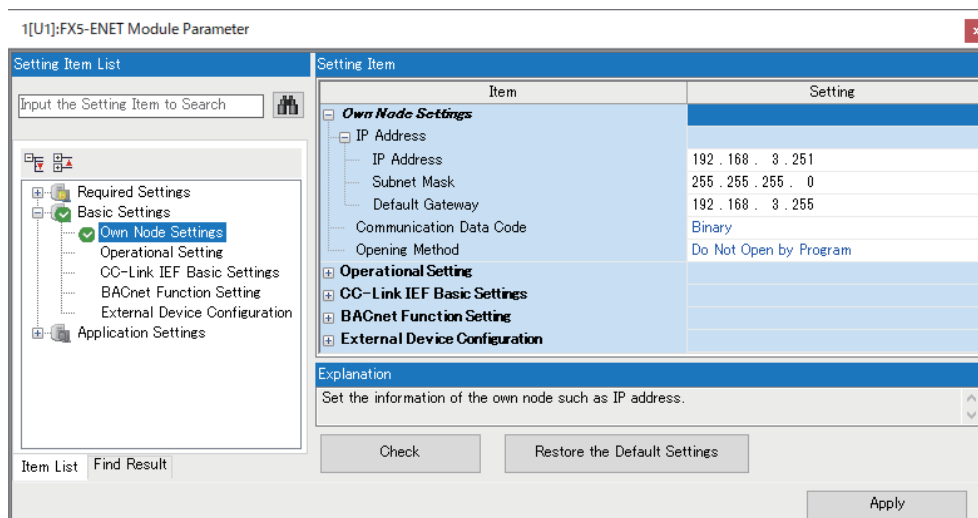 1[U1]:FX5-ENET Module Parameter
Setting Item List
Input the Setting Item to Search
Required Settings
Basic Settings
Own Node Settings
Operational Setting
CC-Link IEF Basic Settings
BACnet Function Setting
External Device Configuration
Application Settings
Item List
Find Result
Setting Item
Item Setting
Own Node Settings
IP Address
IP Address 192 . 168 . 3 . 251
Subnet Mask 255 . 255 . 255 . 0
Default Gateway 192 . 168 . 3 . 255
Communication Data Code Binary
Opening Method Do Not Open by Program
Operational Setting
CC-Link IEF Basic Settings
BACnet Function Setting
External Device Configuration
Explanation
Set the information of the own node such as IP address.
Check Restore the Default Settings
Apply